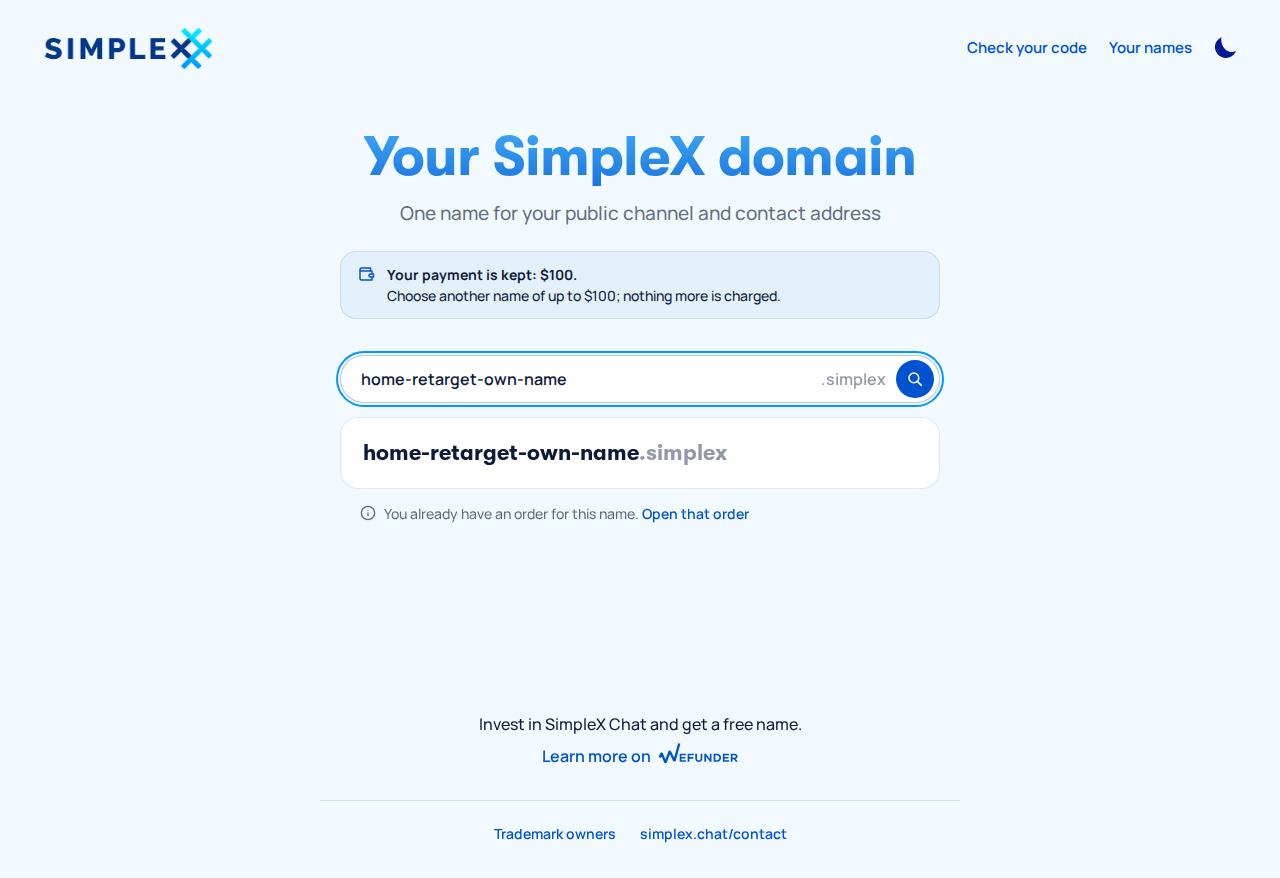 SIMPLEX
Check your code
Your names
Your SimpleX domain
One name for your public channel and contact address
Your payment is kept: $100.
Choose another name of up to $100; nothing more is charged.
home-retarget-own-name .simplex
home-retarget-own-name.simplex
You already have an order for this name. Open that order
Invest in SimpleX Chat and get a free name.
Learn more on WEFUNDER
Trademark owners
simplex.chat/contact